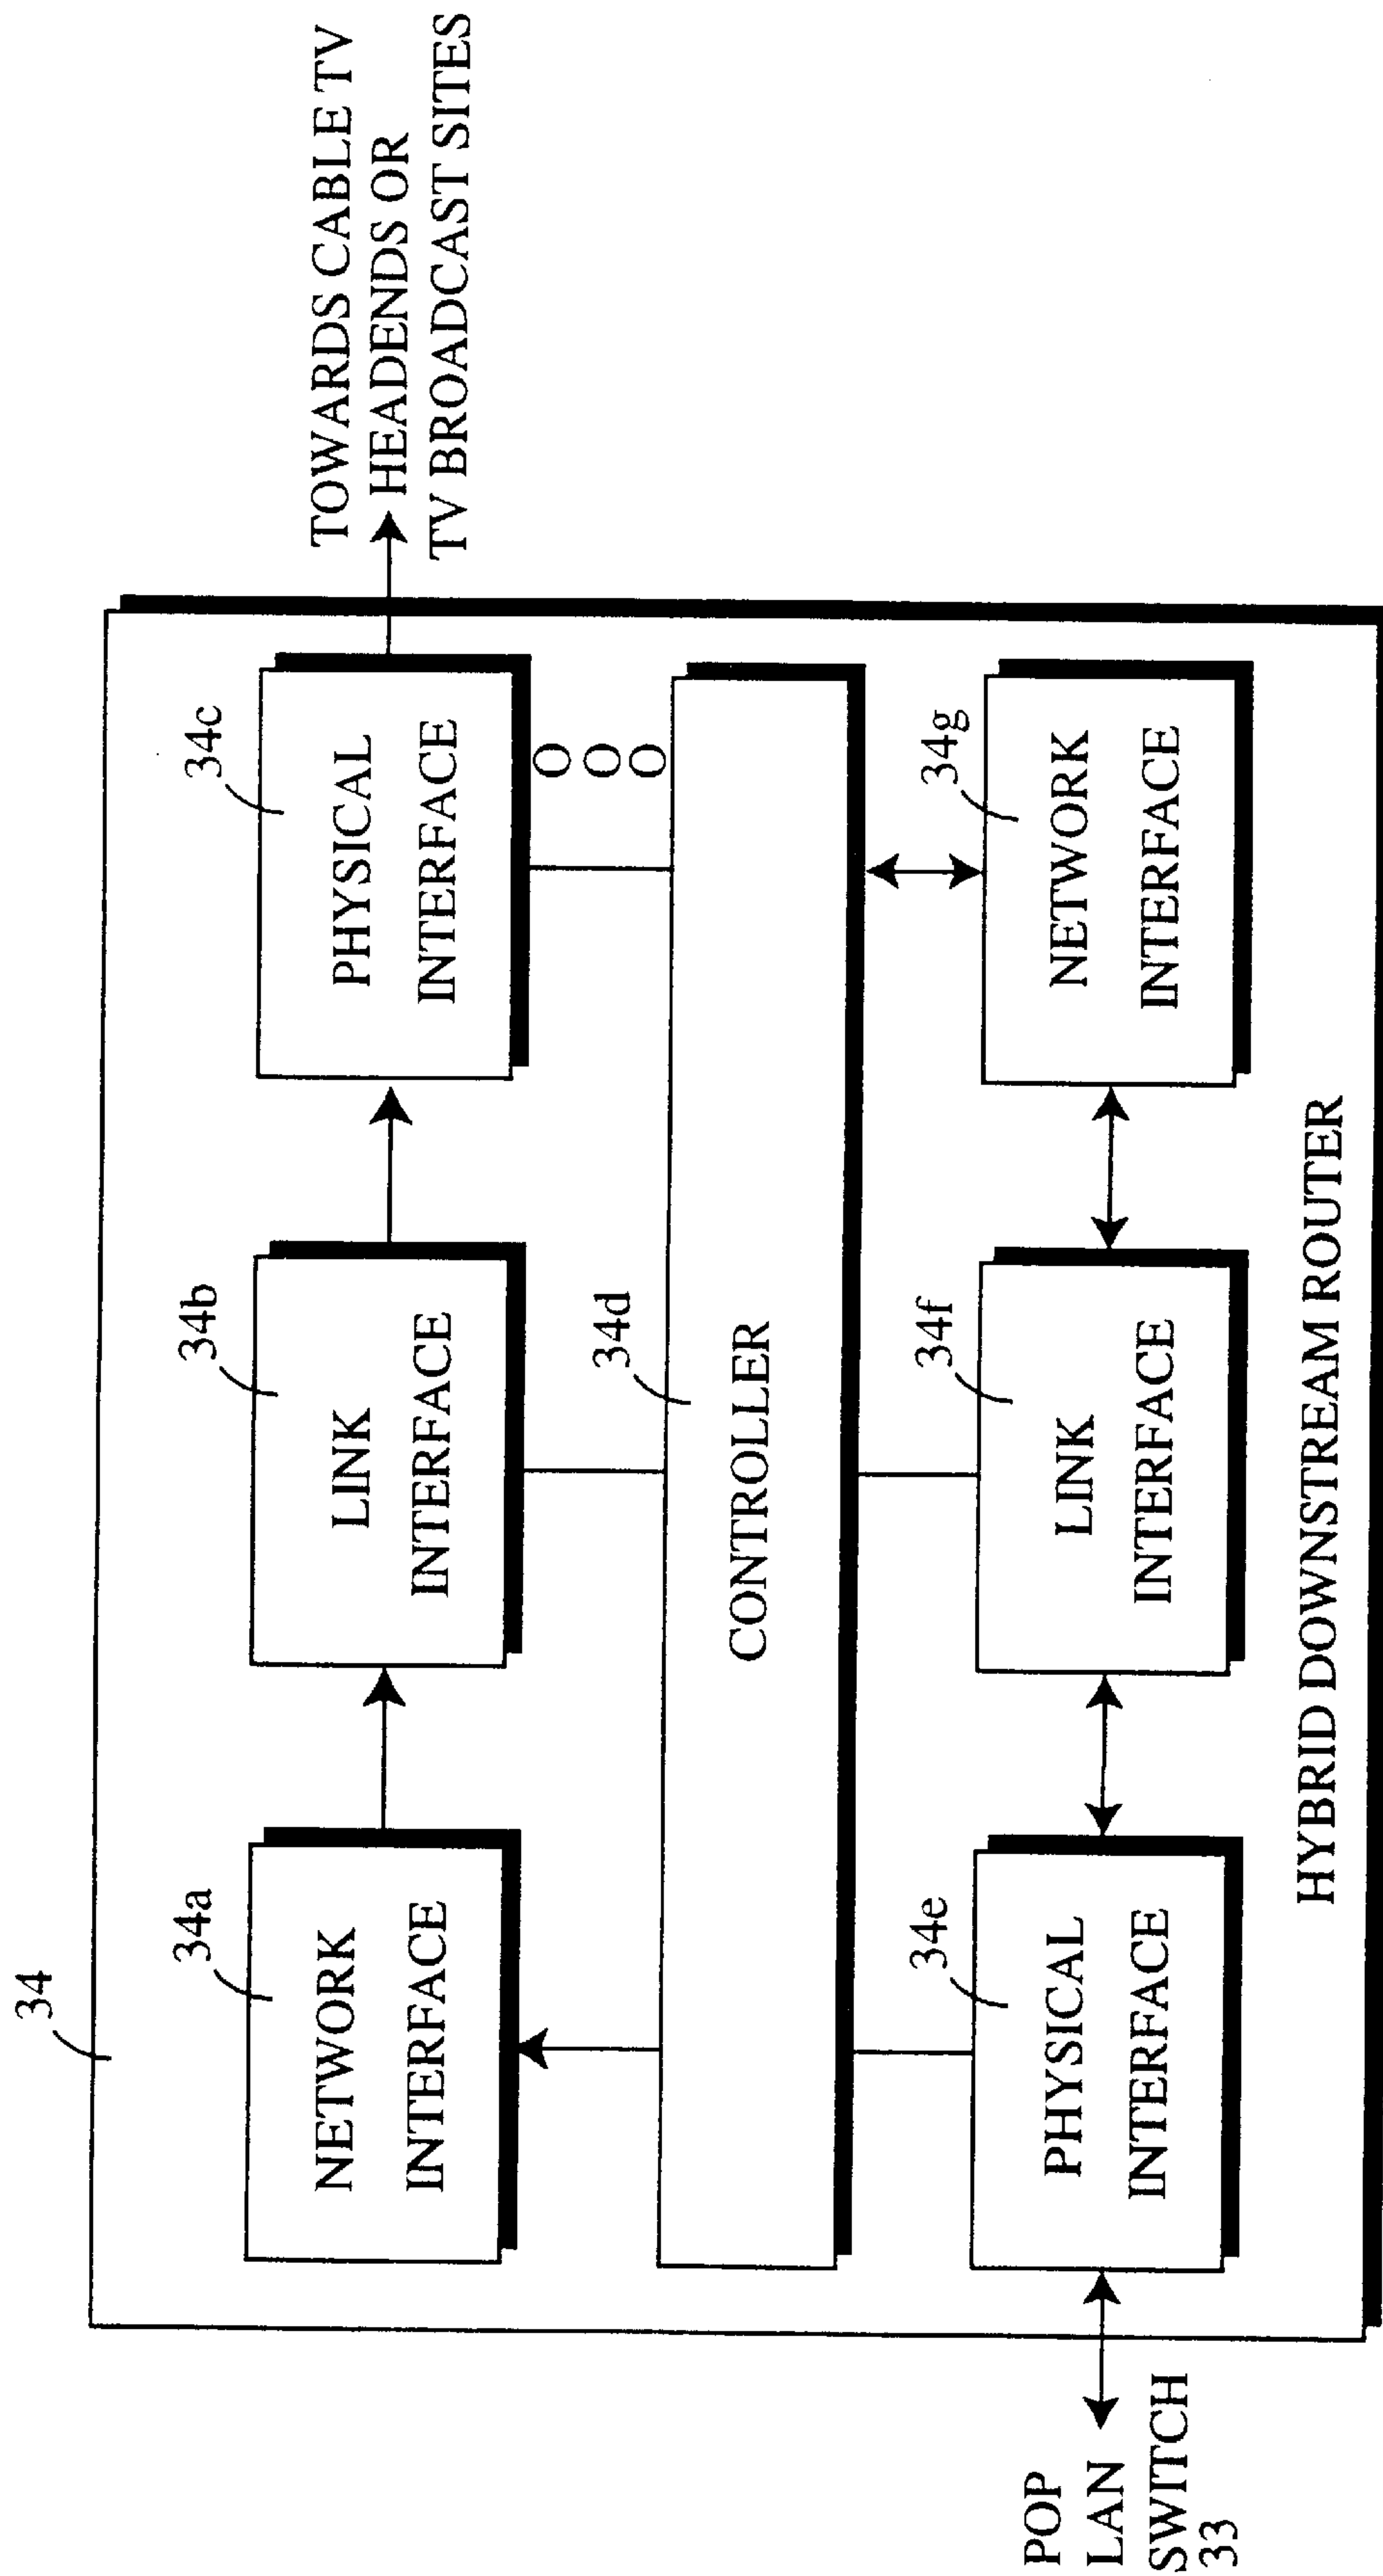 34
34a
NETWORK
INTERFACE
34b
LINK
INTERFACE
34c
PHYSICAL
INTERFACE
TOWARDS CABLE TV
HEADENDS OR
TV BROADCAST SITES
O O O
34d
CONTROLLER
34e
PHYSICAL
INTERFACE
34f
LINK
INTERFACE
34g
NETWORK
INTERFACE
POP
LAN
SWITCH
33
HYBRID DOWNSTREAM ROUTER